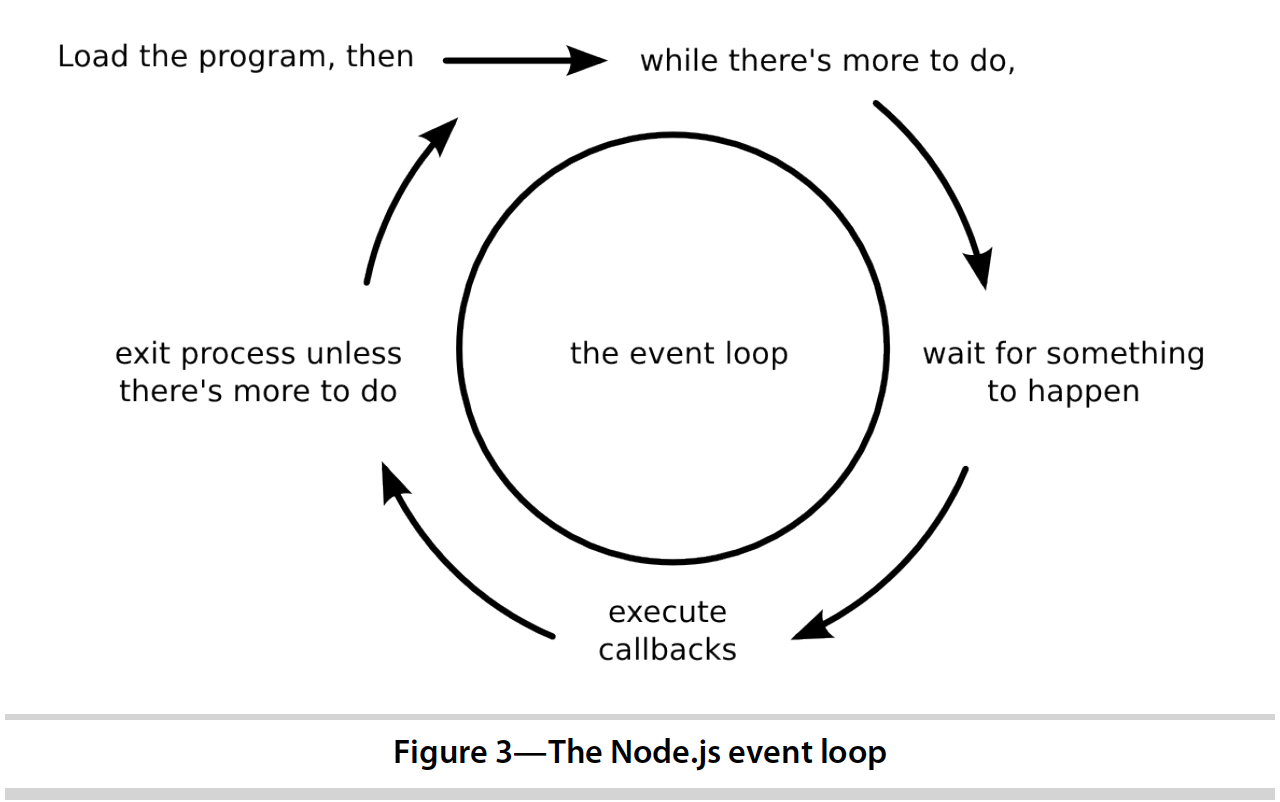 Load the program, then
while there's more to do,
the event loop
wait for something
to happen
execute
callbacks
exit process unless
there's more to do
Figure 3—The Node.js event loop